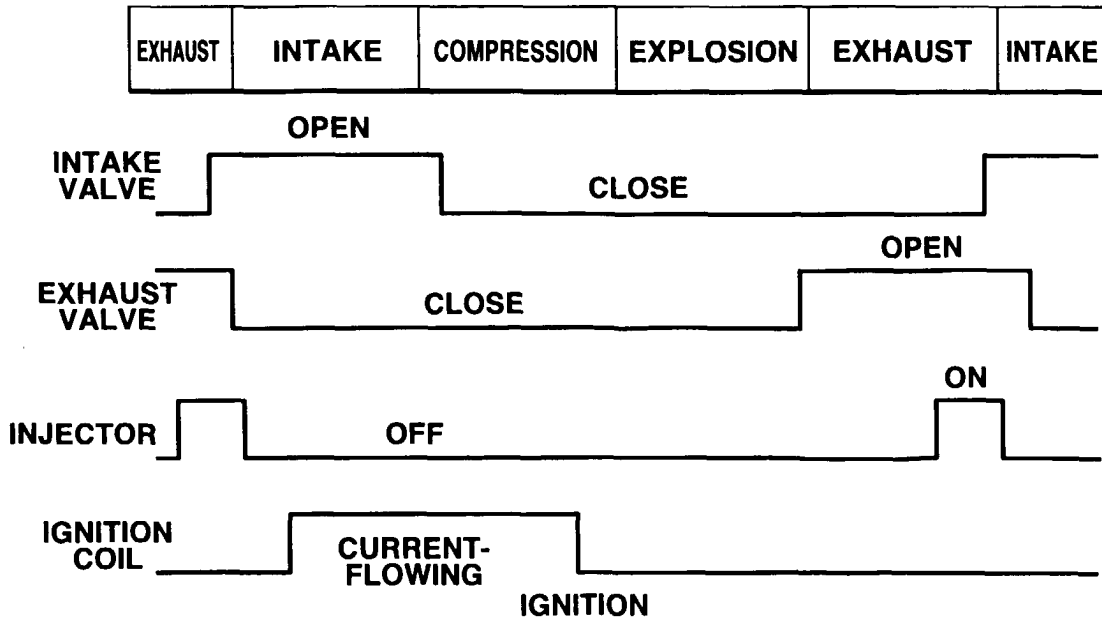 EXHAUST INTAKE COMPRESSION EXPLOSION EXHAUST INTAKE
OPEN
INTAKE
VALVE
CLOSE
OPEN
EXHAUST
VALVE
CLOSE
ON
INJECTOR
OFF
IGNITION
COIL
CURRENT-
FLOWING
IGNITION